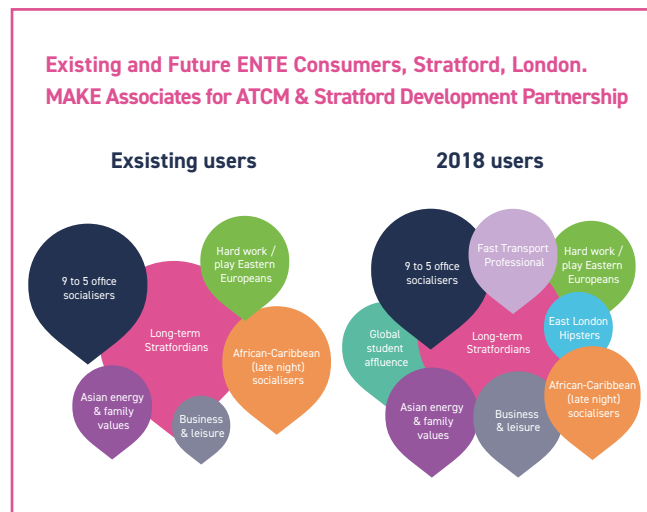 Existing and Future ENTE Consumers, Stratford, London.
MAKE Associates for ATCM & Stratford Development Partnership
Exsisting users
9 to 5 office
socialisers
Hard work /
play Eastern
Europeans
Long-term
Stratfordians
African-Caribbean
(late night)
socialisers
Asian energy
& family
values
Business
& leisure
2018 users
9 to 5 office
socialisers
Fast Transport
Professional
Hard work /
play Eastern
Europeans
Global
student
affluence
Long-term
Stratfordians
East London
Hipsters
Asian energy
& family
values
Business
& leisure
African-Caribbean
(late night)
socialisers